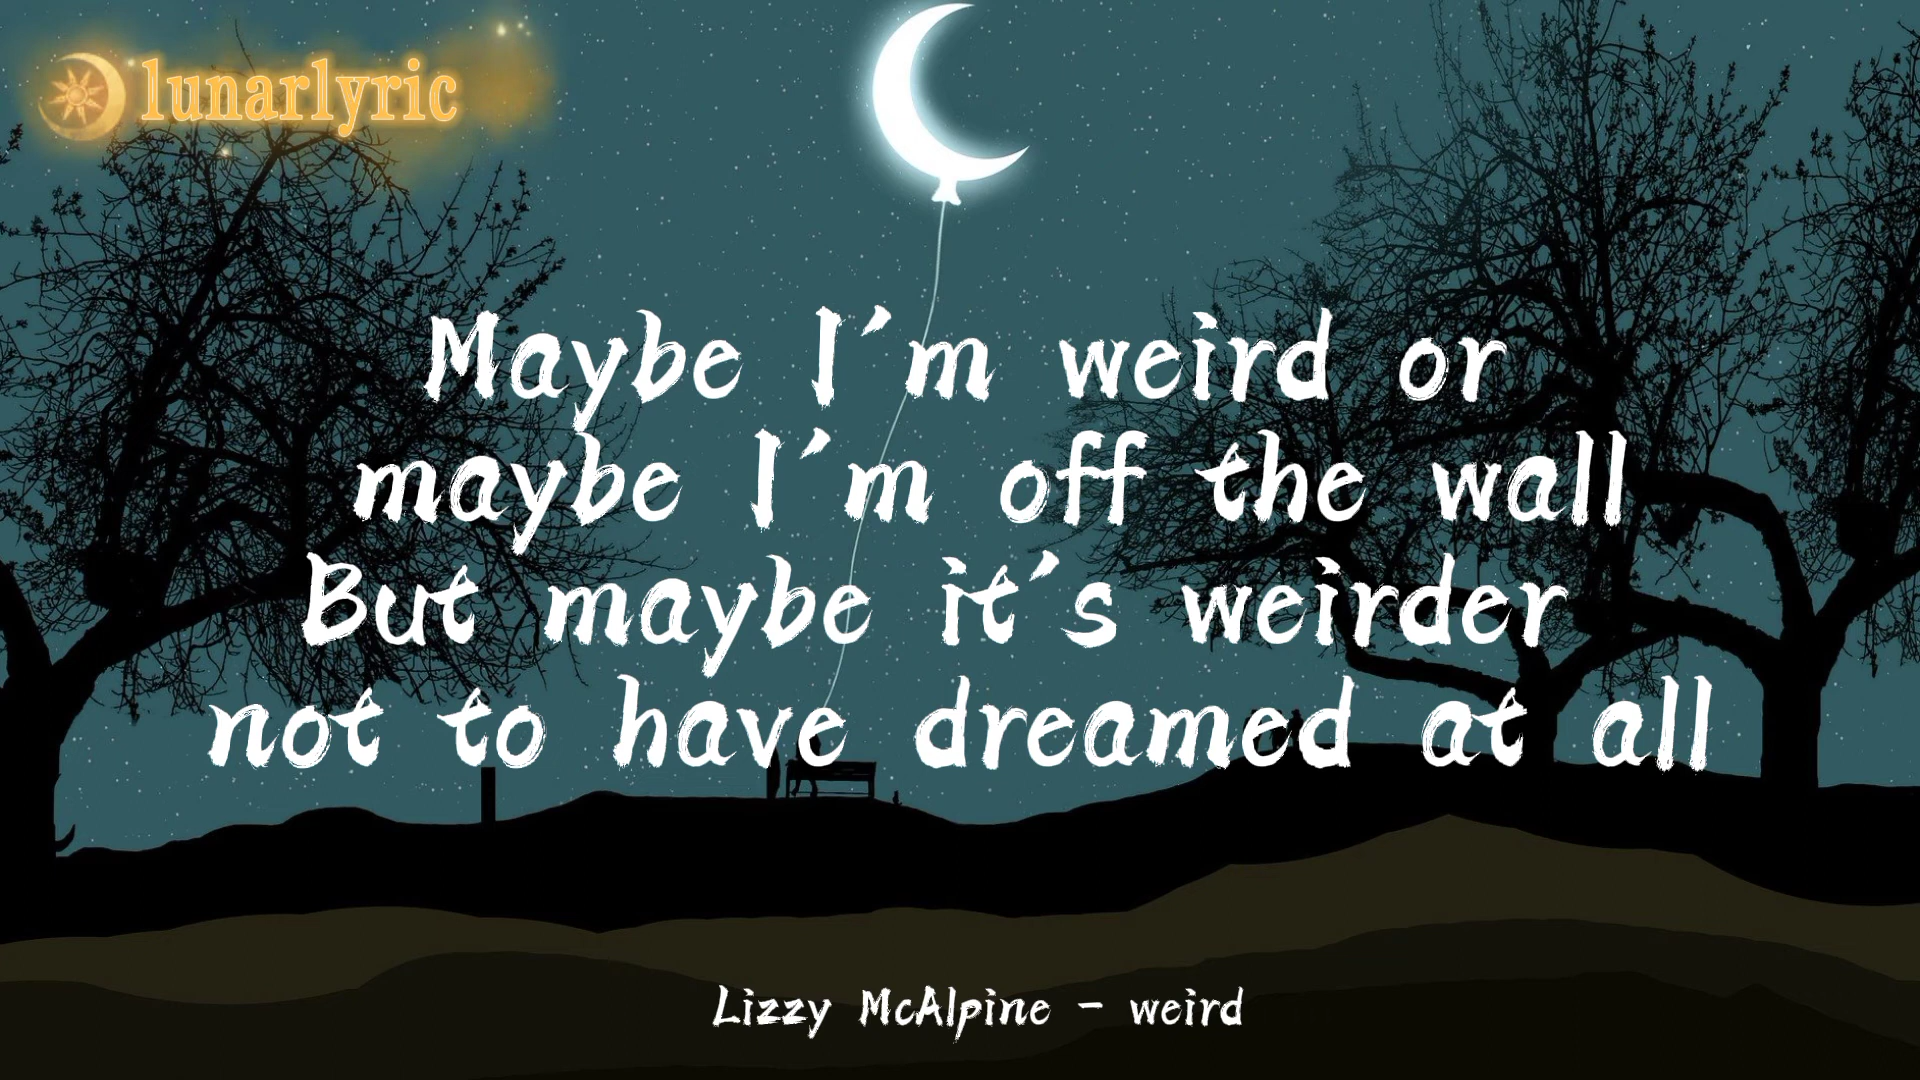 lunarlyric
Maybe I'm weird or
maybe I'm off the wall
But maybe it's weirder
not to have dreamed at all
Lizzy McAlpine - weird